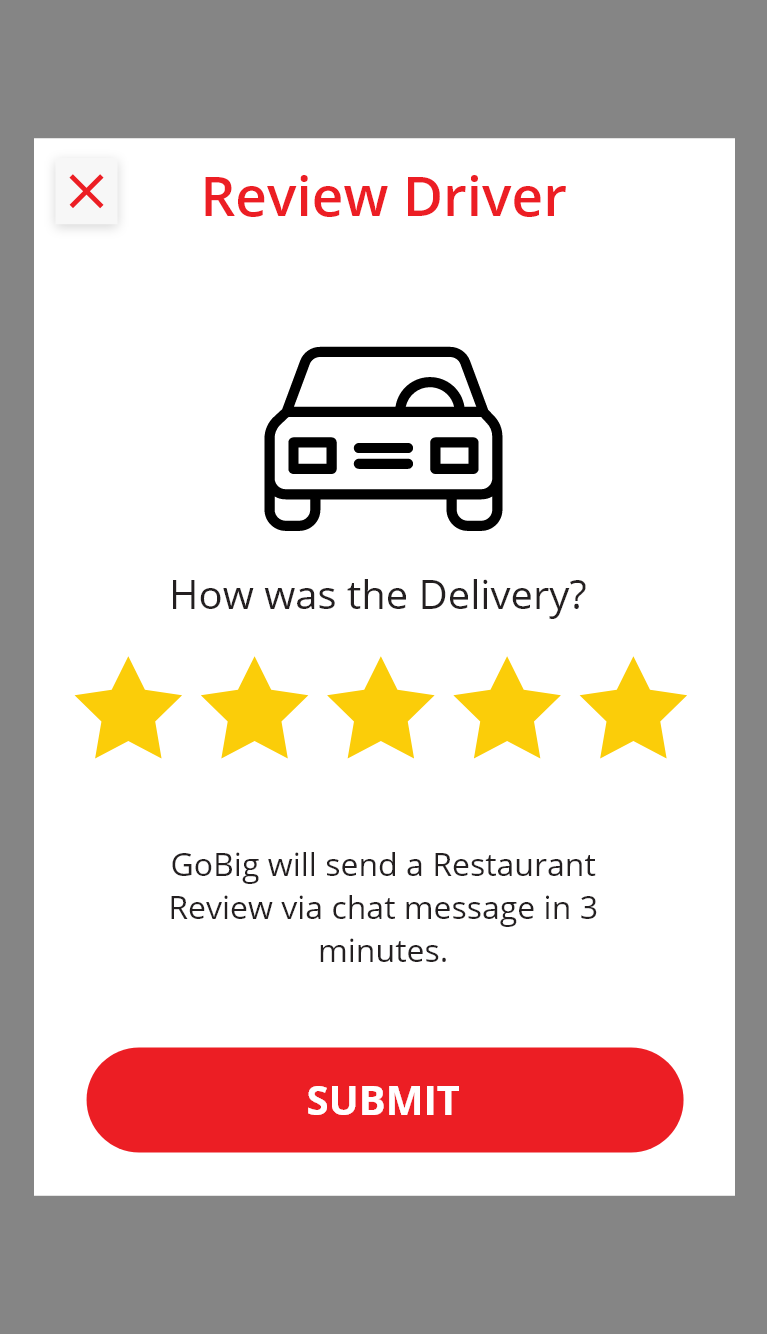 Review Driver
How was the Delivery?
GoBig will send a Restaurant
Review via chat message in 3
minutes.
SUBMIT